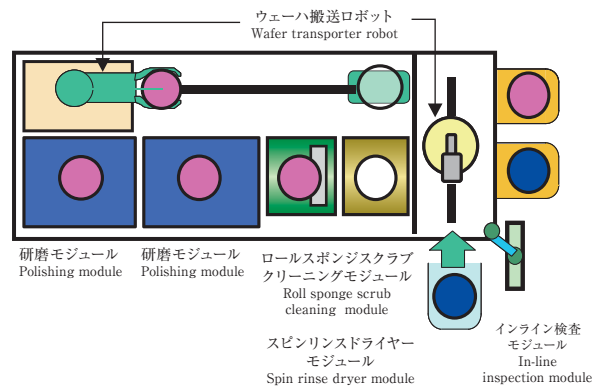 ウェーハ搬送ロボット
Wafer transporter robot
研磨モジュール
Polishing module
研磨モジュール
Polishing module
ロールスポンジスクラブ
クリーニングモジュール
Roll sponge scrub
cleaning module
スピンリンスドライヤー
モジュール
Spin rinse dryer module
インライン検査
モジュール
In-line
inspection module